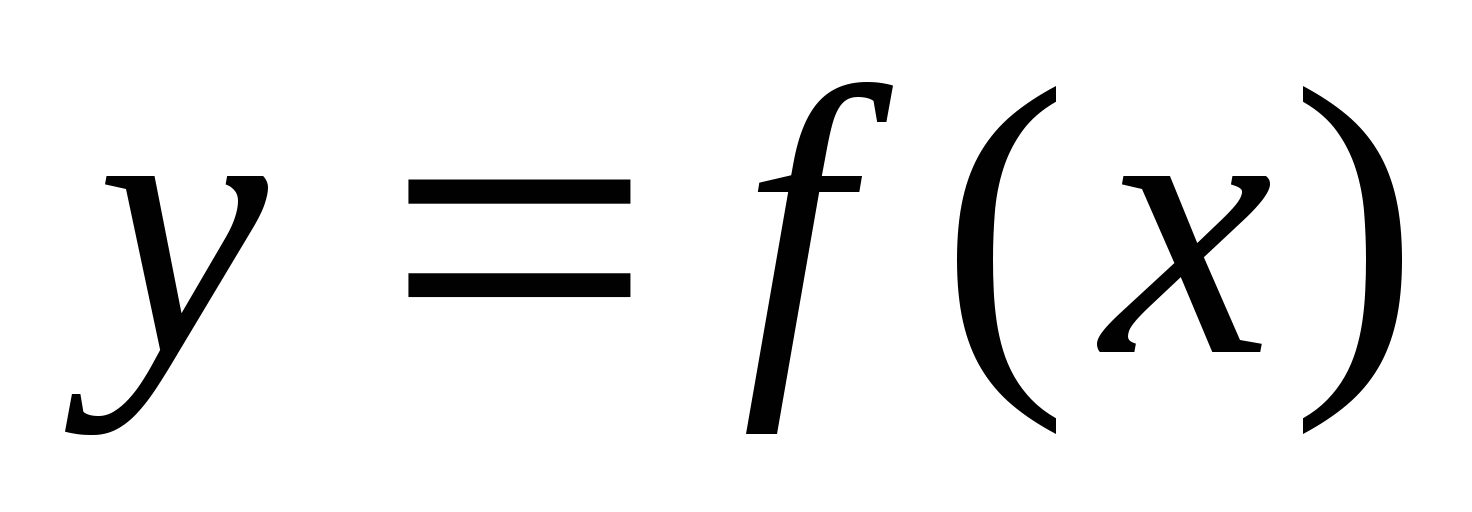 y = f(x)